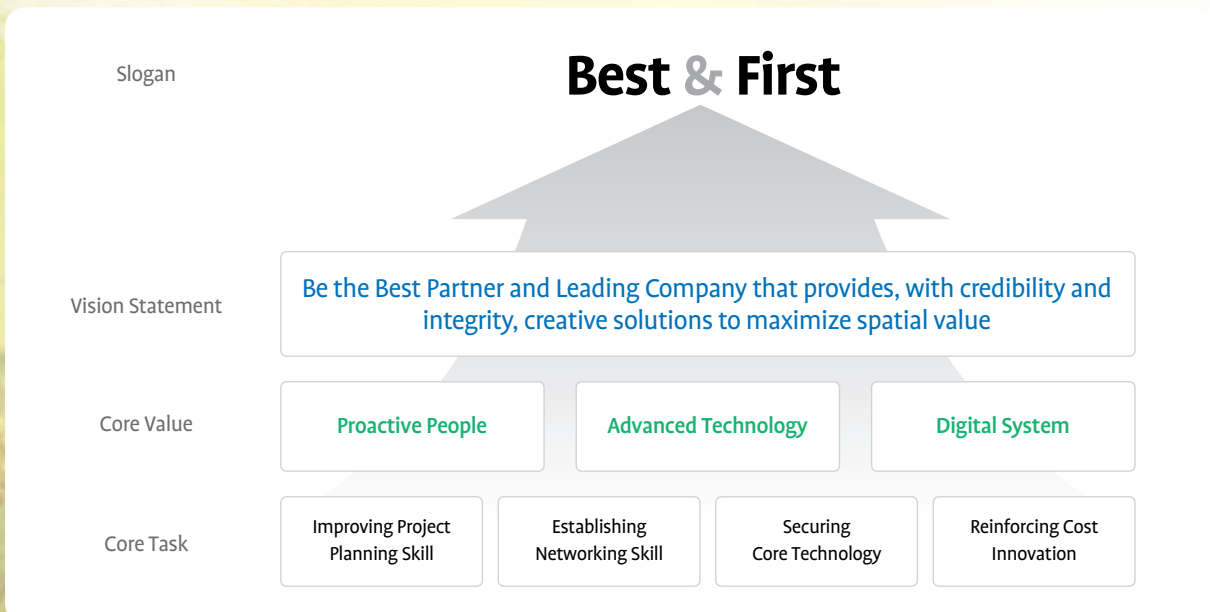 Slogan
Best & First
Vision Statement
Be the Best Partner and Leading Company that provides, with credibility and
integrity, creative solutions to maximize spatial value
Core Value
Proactive People
Advanced Technology
Digital System
Core Task
Improving Project
Planning Skill
Establishing
Networking Skill
Securing
Core Technology
Reinforcing Cost
Innovation